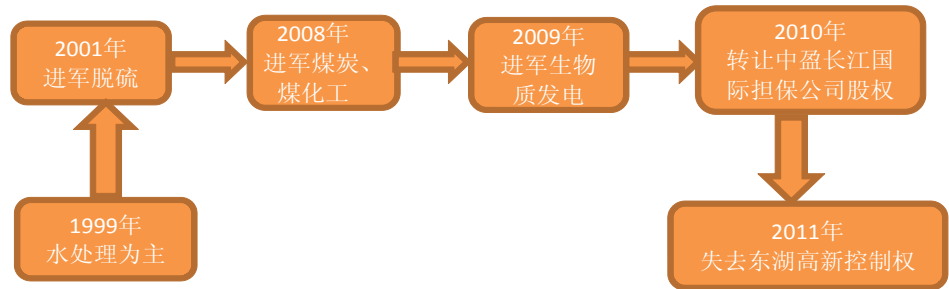 2001年
进军脱硫
2008年
进军煤炭、
煤化工
2009年
进军生物
质发电
2010年
转让中盈长江国
际担保公司股权
1999年
水处理为主
2011年
失去东湖高新控制权